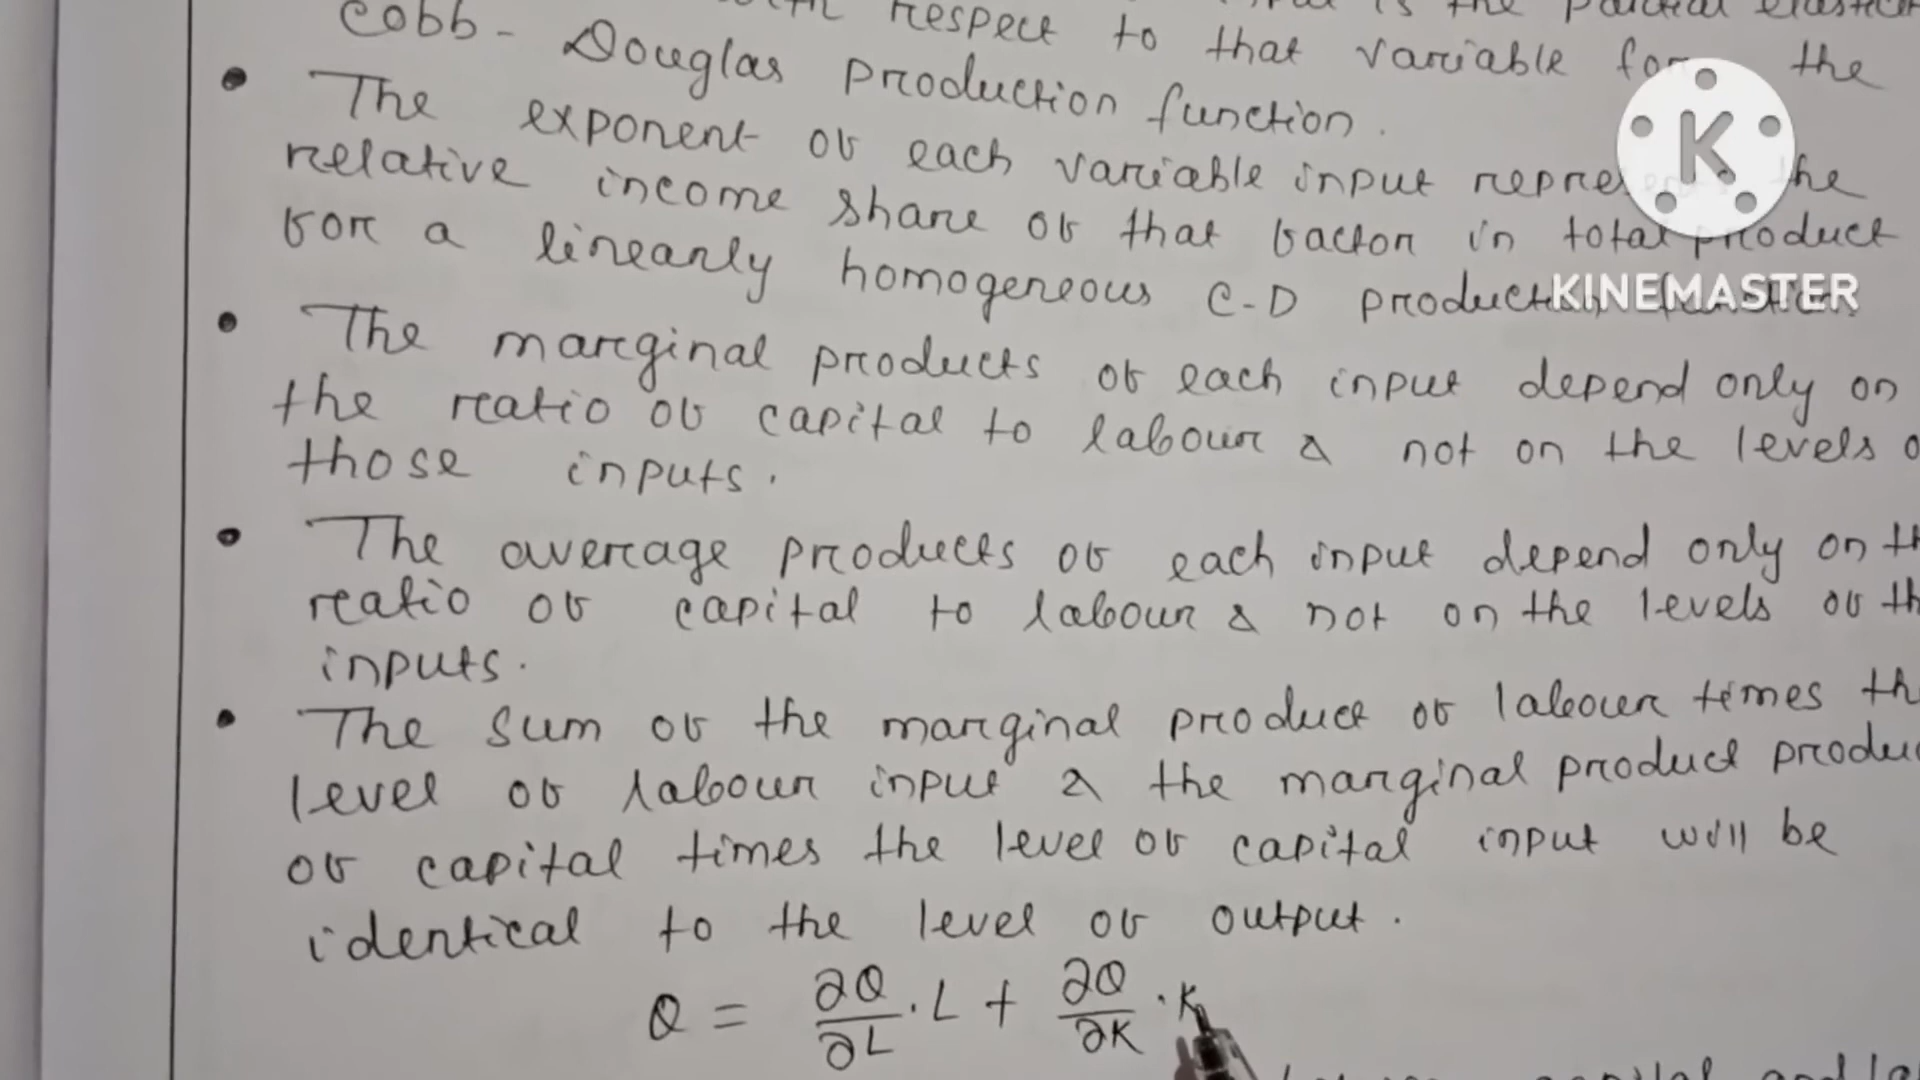 respect to that variable for the
Cobb - Douglas production function.
• The exponent of each variable input the
relative income share of that factor in total product
for a linearly homogeneous C-D
• The marginal products of each input depend only on
the ratio of capital to labour & not on the levels
those inputs.
• The average products of each input depend only on th
ratio of capital to labour & not on the levels of th
inputs.
• The sum of the marginal product of labour times th
level of labour input & the marginal product produc
of capital times the level of capital input will be
identical to the level of output.
Q = ∂Q/∂L . L + ∂Q/∂K . K
K
KINEMASTER